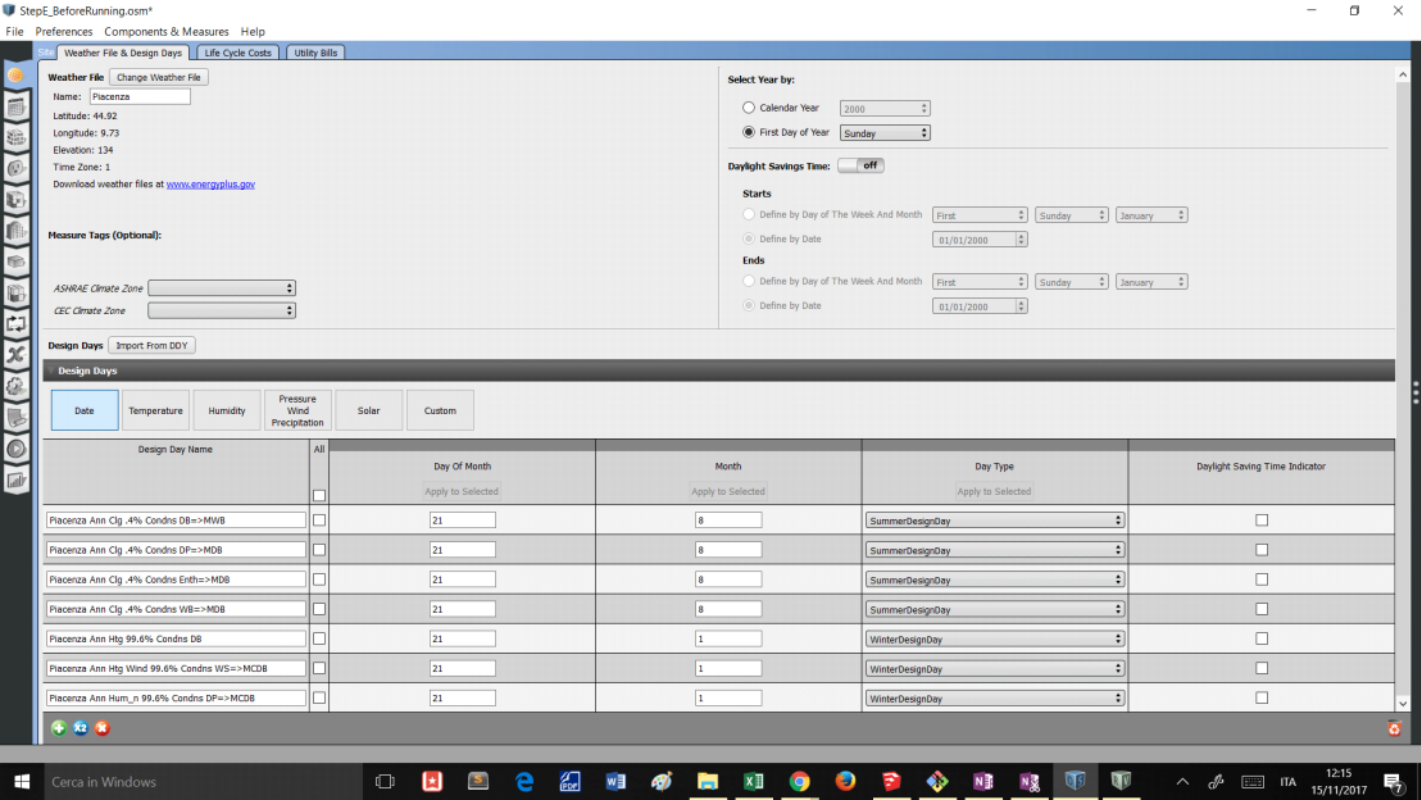 StepE_BeforeRunning.osm*
File Preferences Components & Measures Help
Site Weather File & Design Days Life Cycle Costs Utility Bills
Weather File Change Weather File
Name: Piacenza
Latitude: 44.92
Longitude: 9.73
Elevation: 134
Time Zone: 1
Download weather files at www.energyplus.gov
Measure Tags (Optional):
ASHRAE Climate Zone
CEC Climate Zone
Select Year by:
Calendar Year 2000
First Day of Year Sunday
Daylight Savings Time: off
Starts
Define by Day of The Week And Month First Sunday January
Define by Date 01/01/2000
Ends
Define by Day of The Week And Month First Sunday January
Define by Date 01/01/2000
Design Days Import From DDY
Design Days
Date Temperature Humidity Pressure Wind Precipitation Solar Custom
Design Day Name All Day Of Month Month Day Type Daylight Saving Time Indicator
Apply to Selected Apply to Selected Apply to Selected
Piacenza Ann Clg .4% Condns DB=>MWB 21 8 SummerDesignDay
Piacenza Ann Clg .4% Condns DP=>MDB 21 8 SummerDesignDay
Piacenza Ann Clg .4% Condns Enth=>MDB 21 8 SummerDesignDay
Piacenza Ann Clg .4% Condns WB=>MDB 21 8 SummerDesignDay
Piacenza Ann Htg 99.6% Condns DB 21 1 WinterDesignDay
Piacenza Ann Htg Wind 99.6% Condns WS=>MCDB 21 1 WinterDesignDay
Piacenza Ann Hum_n 99.6% Condns DP=>MCDB 21 1 WinterDesignDay
x2
Cerca in Windows
PDF
ITA
12:15
15/11/2017
7